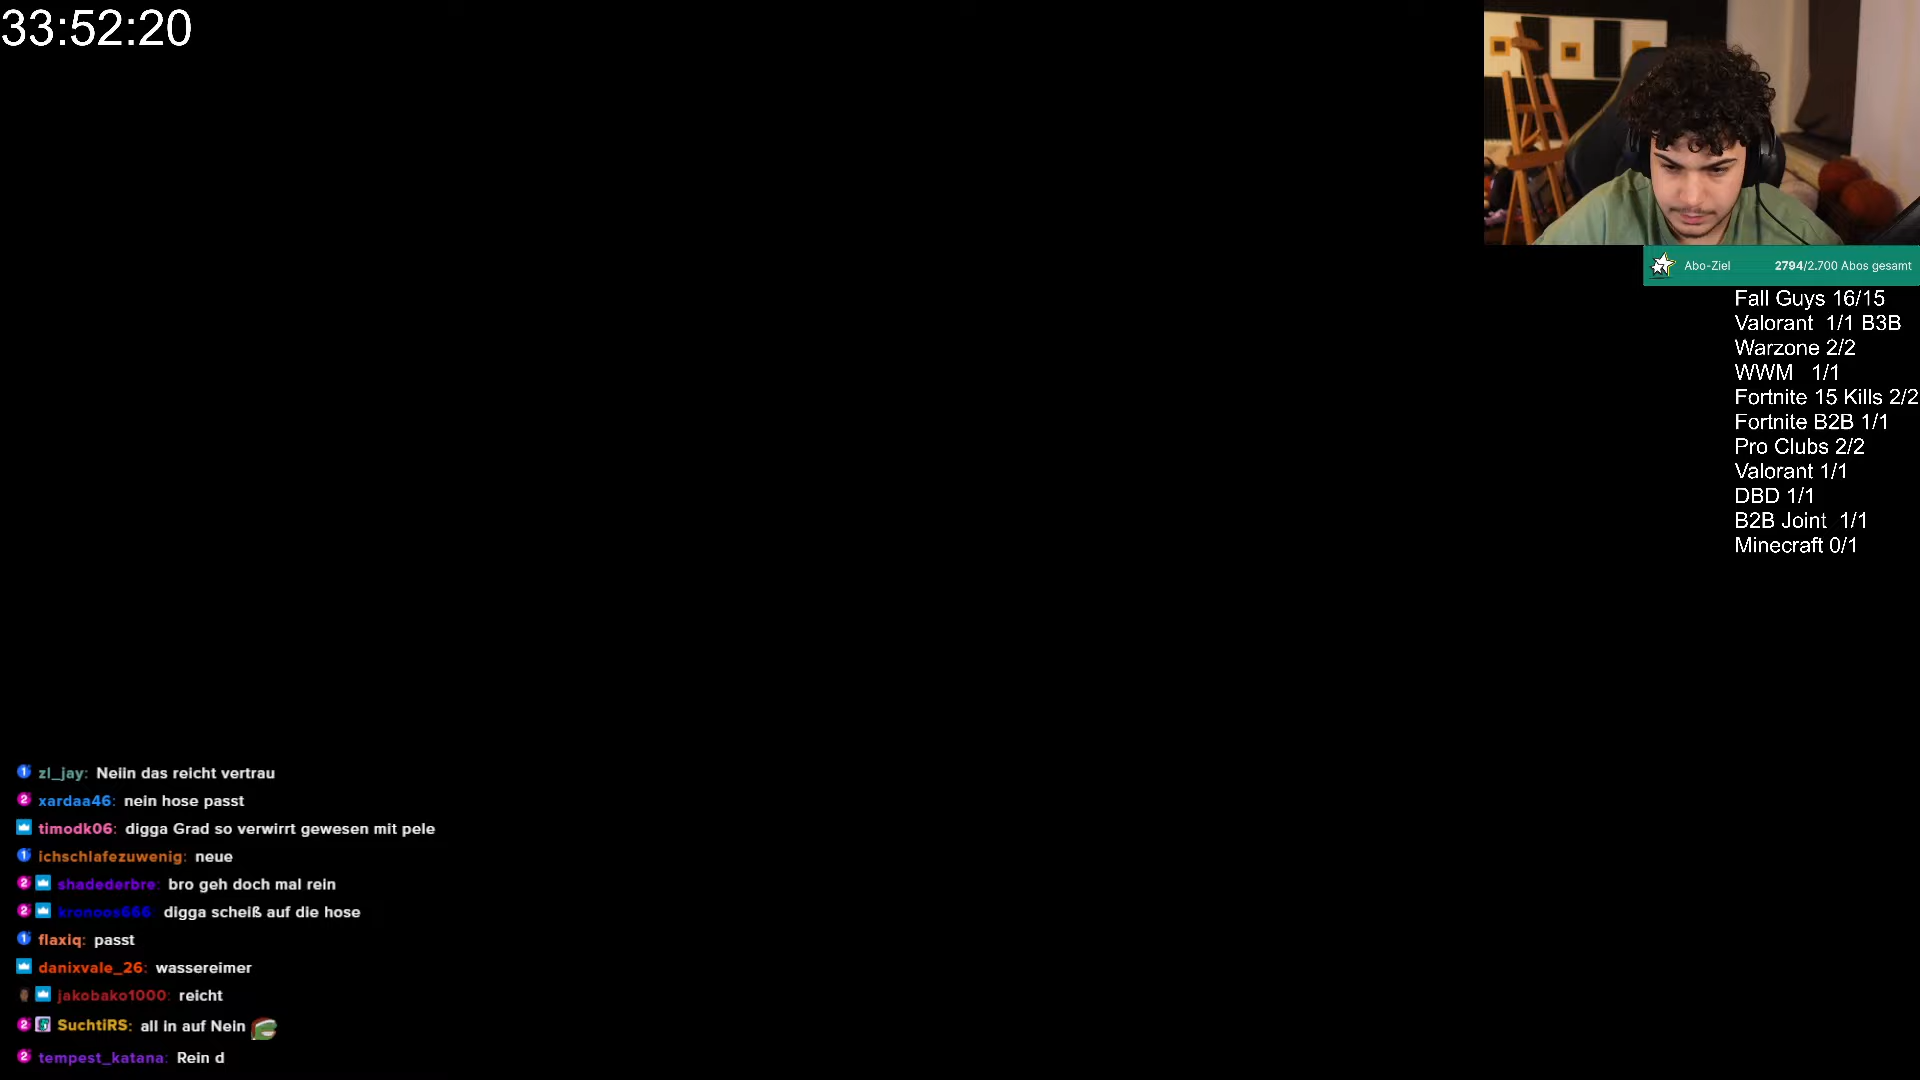 33:52:20
Abo-Ziel 2794/2.700 Abos gesamt
Fall Guys 16/15
Valorant 1/1 B3B
Warzone 2/2
WWM 1/1
Fortnite 15 Kills 2/2
Fortnite B2B 1/1
Pro Clubs 2/2
Valorant 1/1
DBD 1/1
B2B Joint 1/1
Minecraft 0/1
zl_jay: Neiin das reicht vertrau
xardaa46: nein hose passt
timodk06: digga Grad so verwirrt gewesen mit pele
ichschlafezuwenig: neue
shadederbre: bro geh doch mal rein
kronoos666 digga scheiß auf die hose
flaxiq: passt
danixvale_26: wassereimer
jakobako1000: reicht
SuchtiRS: all in auf Nein
tempest_katana: Rein d